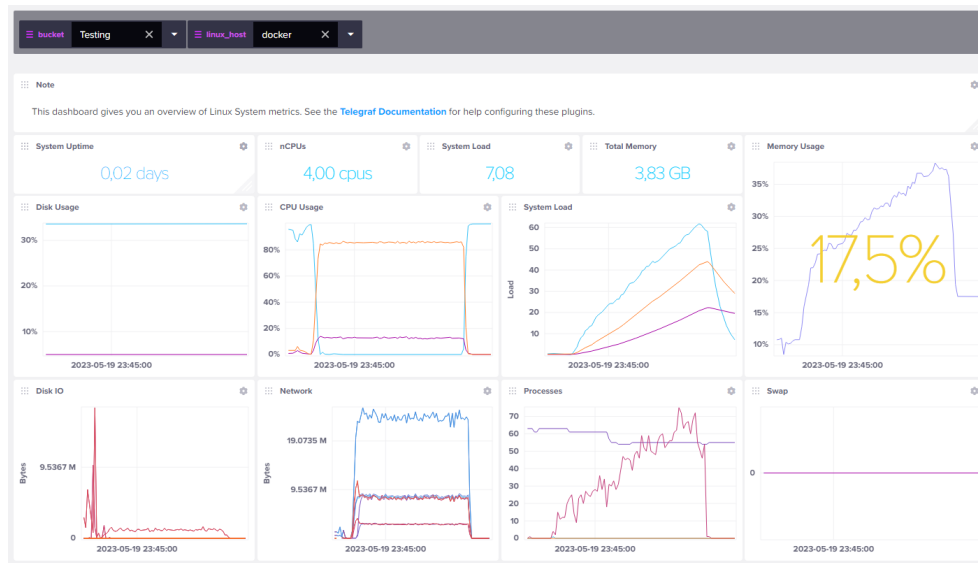 bucket Testing linux_host docker
Note
This dashboard gives you an overview of Linux System metrics. See the Telegraf Documentation for help configuring these plugins.
System Uptime nCPUs System Load Total Memory Memory Usage
0,02 days 4,00 cpus 7,08 3,83 GB
35%
30%
25%
17,5%
20%
15%
10%
2023-05-19 23:45:00
Disk Usage
30%
20%
10%
2023-05-19 23:45:00
CPU Usage
80%
60%
40%
20%
0%
2023-05-19 23:45:00
System Load
Load
60
50
40
30
20
10
2023-05-19 23:45:00
Disk IO
Bytes
9.5367 M
0
2023-05-19 23:45:00
Network
Bytes
19.0735 M
9.5367 M
2023-05-19 23:45:00
Processes
70
60
50
40
30
20
10
0
2023-05-19 23:45:00
Swap
0
2023-05-19 23:45:00